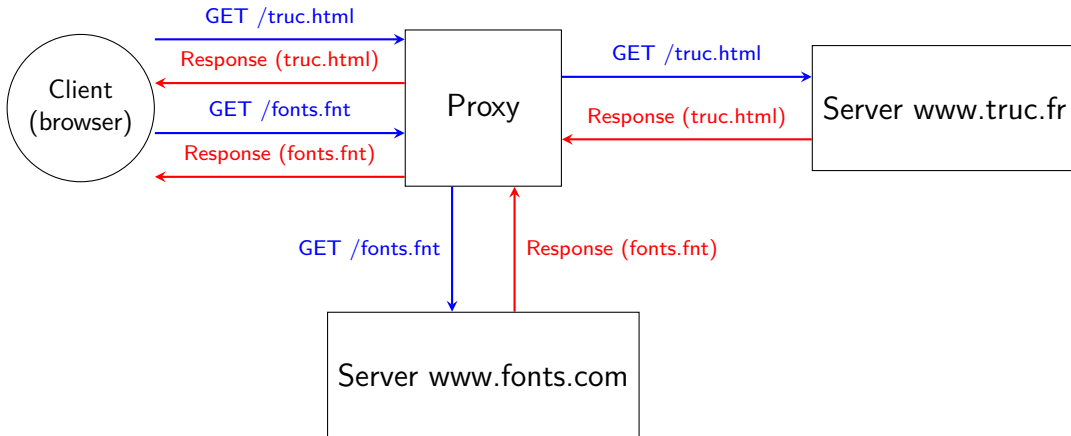 GET /truc.html
Response (truc.html)
GET /fonts.fnt
Response (fonts.fnt)
Client
(browser)
Proxy
GET /truc.html
Response (truc.html)
Server www.truc.fr
GET /fonts.fnt
Response (fonts.fnt)
Server www.fonts.com